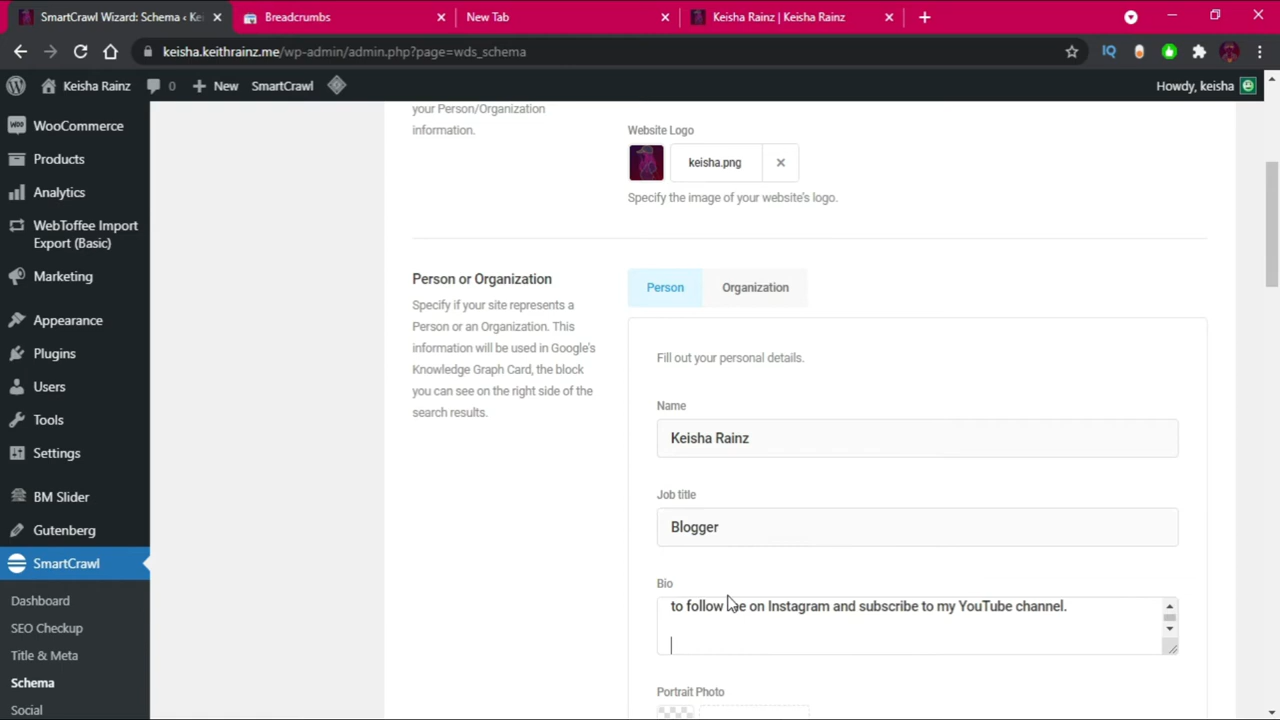 SmartCrawl Wizard: Schema ‹ Kei
Breadcrumbs
New Tab
Keisha Rainz | Keisha Rainz
keisha.keithrainz.me/wp-admin/admin.php?page=wds_schema
Keisha Rainz
0
New
SmartCrawl
Howdy, keisha
WooCommerce
Products
Analytics
WebToffee Import
Export (Basic)
Marketing
Appearance
Plugins
Users
Tools
Settings
BM Slider
Gutenberg
SmartCrawl
Dashboard
SEO Checkup
Title & Meta
Schema
Social
your Person/Organization
information.
Website Logo
keisha.png
Specify the image of your website's logo.
Person or Organization
Specify if your site represents a
Person or an Organization. This
information will be used in Google's
Knowledge Graph Card, the block
you can see on the right side of the
search results.
Person
Organization
Fill out your personal details.
Name
Keisha Rainz
Job title
Blogger
Bio
to follow me on Instagram and subscribe to my YouTube channel.
Portrait Photo